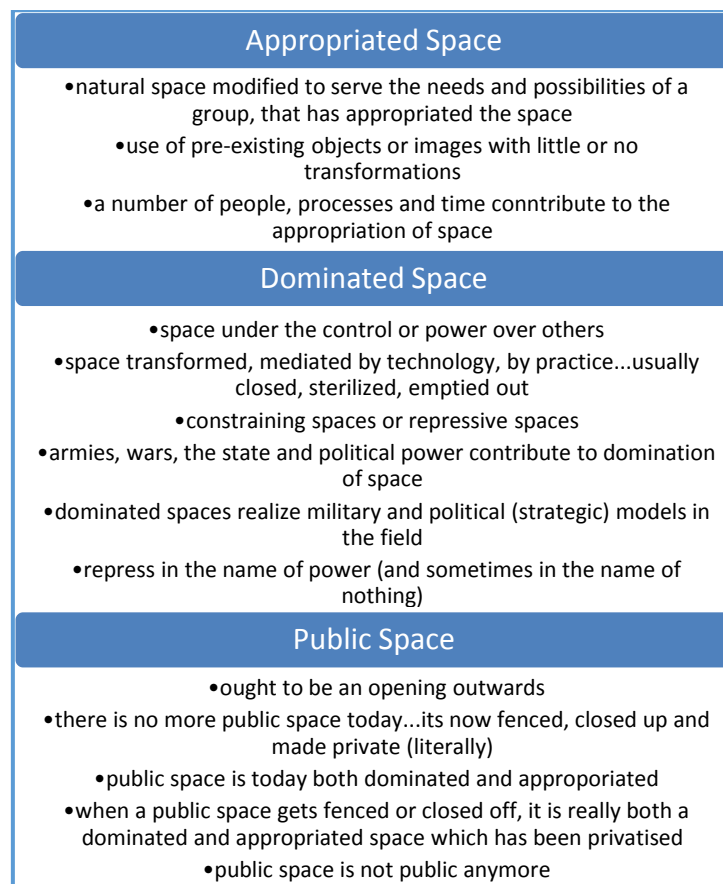 Appropriated Space
•natural space modified to serve the needs and possibilities of a
group, that has appropriated the space
•use of pre-existing objects or images with little or no
transformations
•a number of people, processes and time conntribute to the
appropriation of space
Dominated Space
•space under the control or power over others
•space transformed, mediated by technology, by practice...usually
closed, sterilized, emptied out
•constraining spaces or repressive spaces
•armies, wars, the state and political power contribute to domination
of space
•dominated spaces realize military and political (strategic) models in
the field
•repress in the name of power (and sometimes in the name of
nothing)
Public Space
•ought to be an opening outwards
•there is no more public space today...its now fenced, closed up and
made private (literally)
•public space is today both dominated and approporiated
•when a public space gets fenced or closed off, it is really both a
dominated and appropriated space which has been privatised
•public space is not public anymore